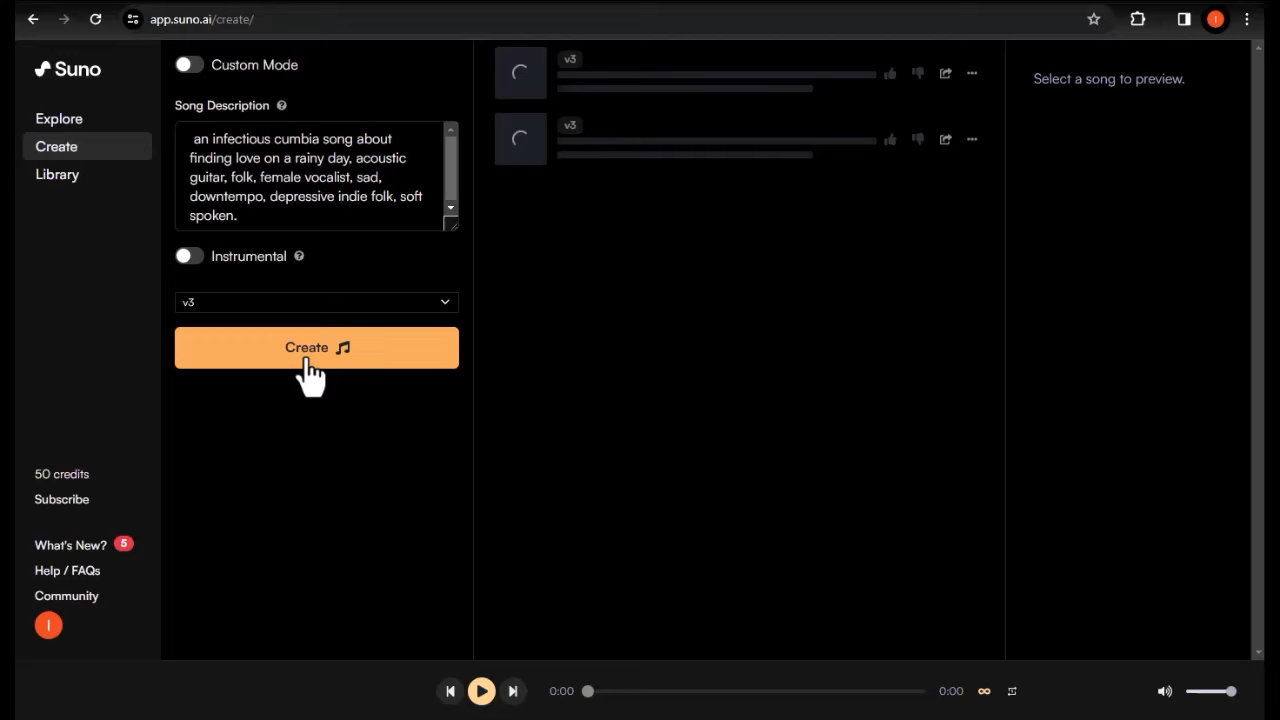 app.suno.ai/create/
I
Suno
Explore
Create
Library
50 credits
Subscribe
What's New? 5
Help / FAQs
Community
I
Custom Mode
Song Description ?
an infectious cumbia song about
finding love on a rainy day, acoustic
guitar, folk, female vocalist, sad,
downtempo, depressive indie folk, soft
spoken.
Instrumental ?
v3
Create
v3
v3
Select a song to preview.
0:00
0:00